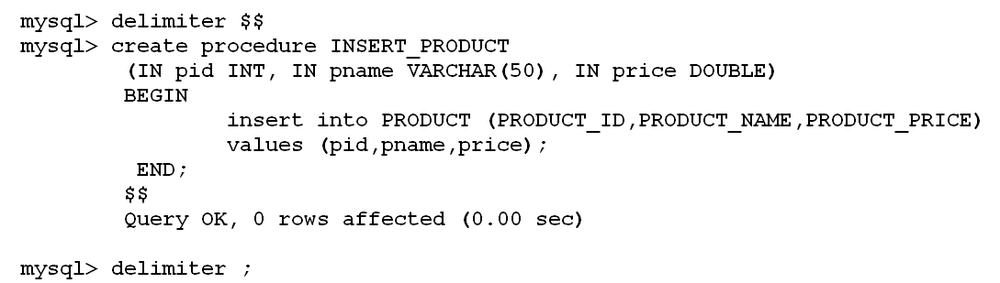 mysql> delimiter $$
mysql> create procedure INSERT_PRODUCT
(IN pid INT, IN pname VARCHAR(50), IN price DOUBLE)
BEGIN
insert into PRODUCT (PRODUCT_ID,PRODUCT_NAME,PRODUCT_PRICE)
values (pid,pname,price);
END;
$$
Query OK, 0 rows affected (0.00 sec)
mysql> delimiter ;